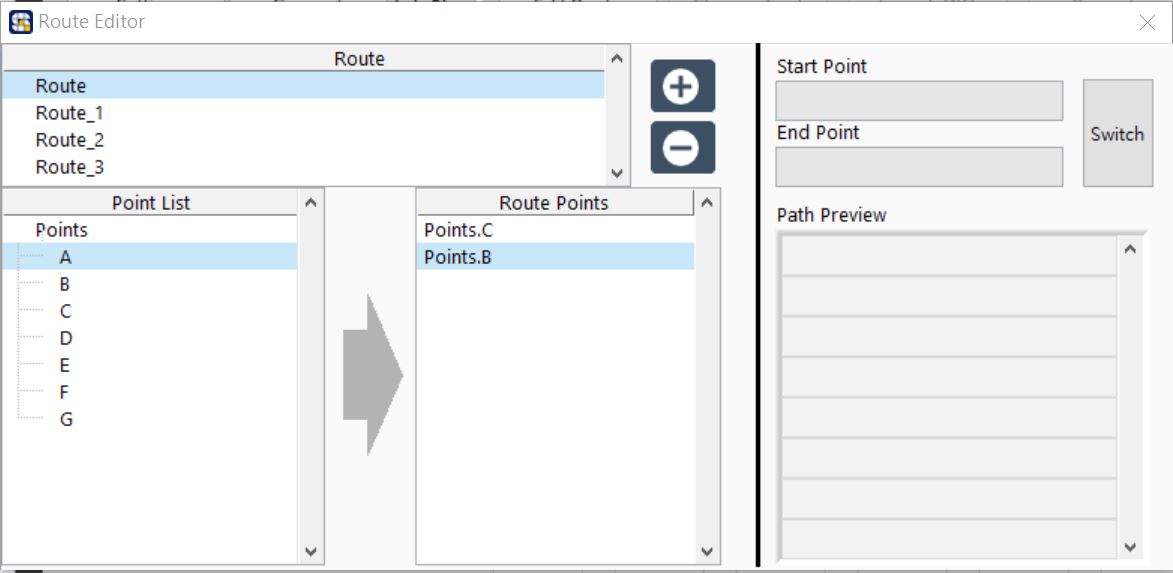 Route Editor
Route
Route
Route_1
Route_2
Route_3
Point List
Points
A
B
C
D
E
F
G
Route Points
Points.C
Points.B
Start Point
End Point
Switch
Path Preview